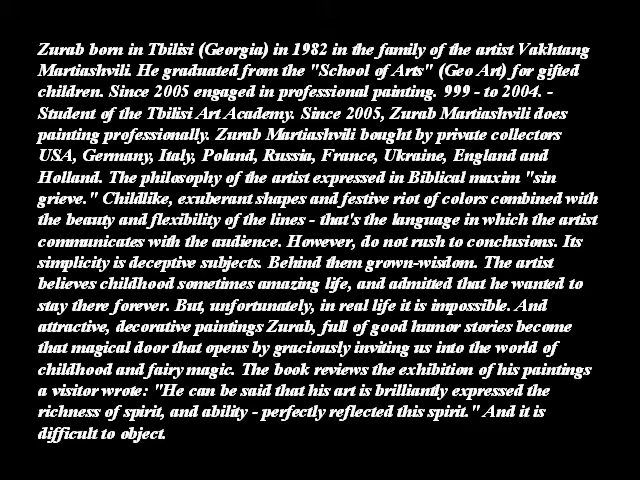 Zurab born in Tbilisi (Georgia) in 1982 in the family of the artist Vakhtang
Martiashvili. He graduated from the "School of Arts" (Geo Art) for gifted
children. Since 2005 engaged in professional painting. 999 - to 2004. -
Student of the Tbilisi Art Academy. Since 2005, Zurab Martiashvili does
painting professionally. Zurab Martiashvili bought by private collectors
USA, Germany, Italy, Poland, Russia, France, Ukraine, England and
Holland. The philosophy of the artist expressed in Biblical maxim "sin
grieve." Childlike, exuberant shapes and festive riot of colors combined with
the beauty and flexibility of the lines - that's the language in which the artist
communicates with the audience. However, do not rush to conclusions. Its
simplicity is deceptive subjects. Behind them grown-wisdom. The artist
believes childhood sometimes amazing life, and admitted that he wanted to
stay there forever. But, unfortunately, in real life it is impossible. And
attractive, decorative paintings Zurab, full of good humor stories become
that magical door that opens by graciously inviting us into the world of
childhood and fairy magic. The book reviews the exhibition of his paintings
a visitor wrote: "He can be said that his art is brilliantly expressed the
richness of spirit, and ability - perfectly reflected this spirit." And it is
difficult to object.